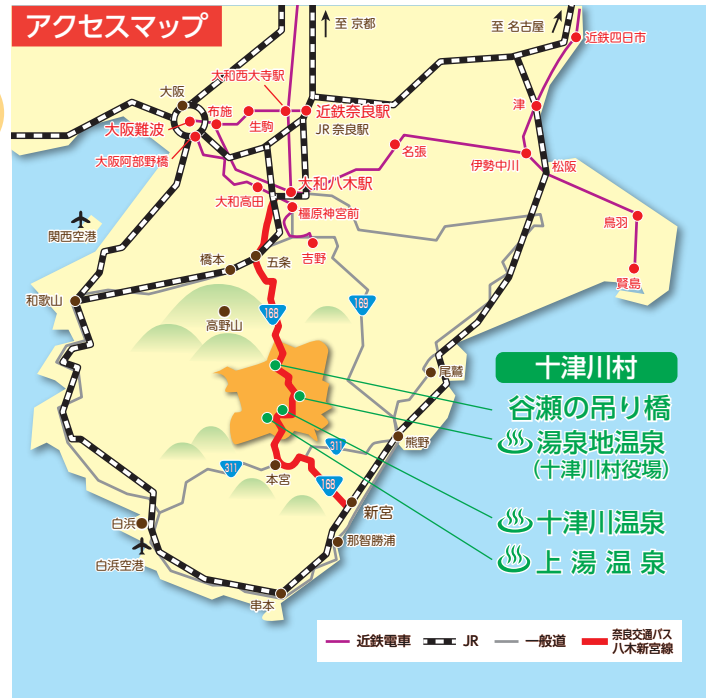 アクセスマップ
至 京都
至 名古屋
近鉄四日市
大和西大寺駅
大阪
布施
近鉄奈良駅
津
大阪難波
生駒
JR 奈良駅
大阪阿部野橋
名張
伊勢中川
松阪
大和八木駅
大和高田
橿原神宮前
鳥羽
関西空港
吉野
橋本
五条
賢島
和歌山
168
169
高野山
十津川村
尾鷲
谷瀬の吊り橋
湯泉地温泉
(十津川村役場)
熊野
311
311
本宮
168
新宮
十津川温泉
白浜
那智勝浦
白浜空港
上湯温泉
串本
近鉄電車
JR
一般道
奈良交通バス
八木新宮線